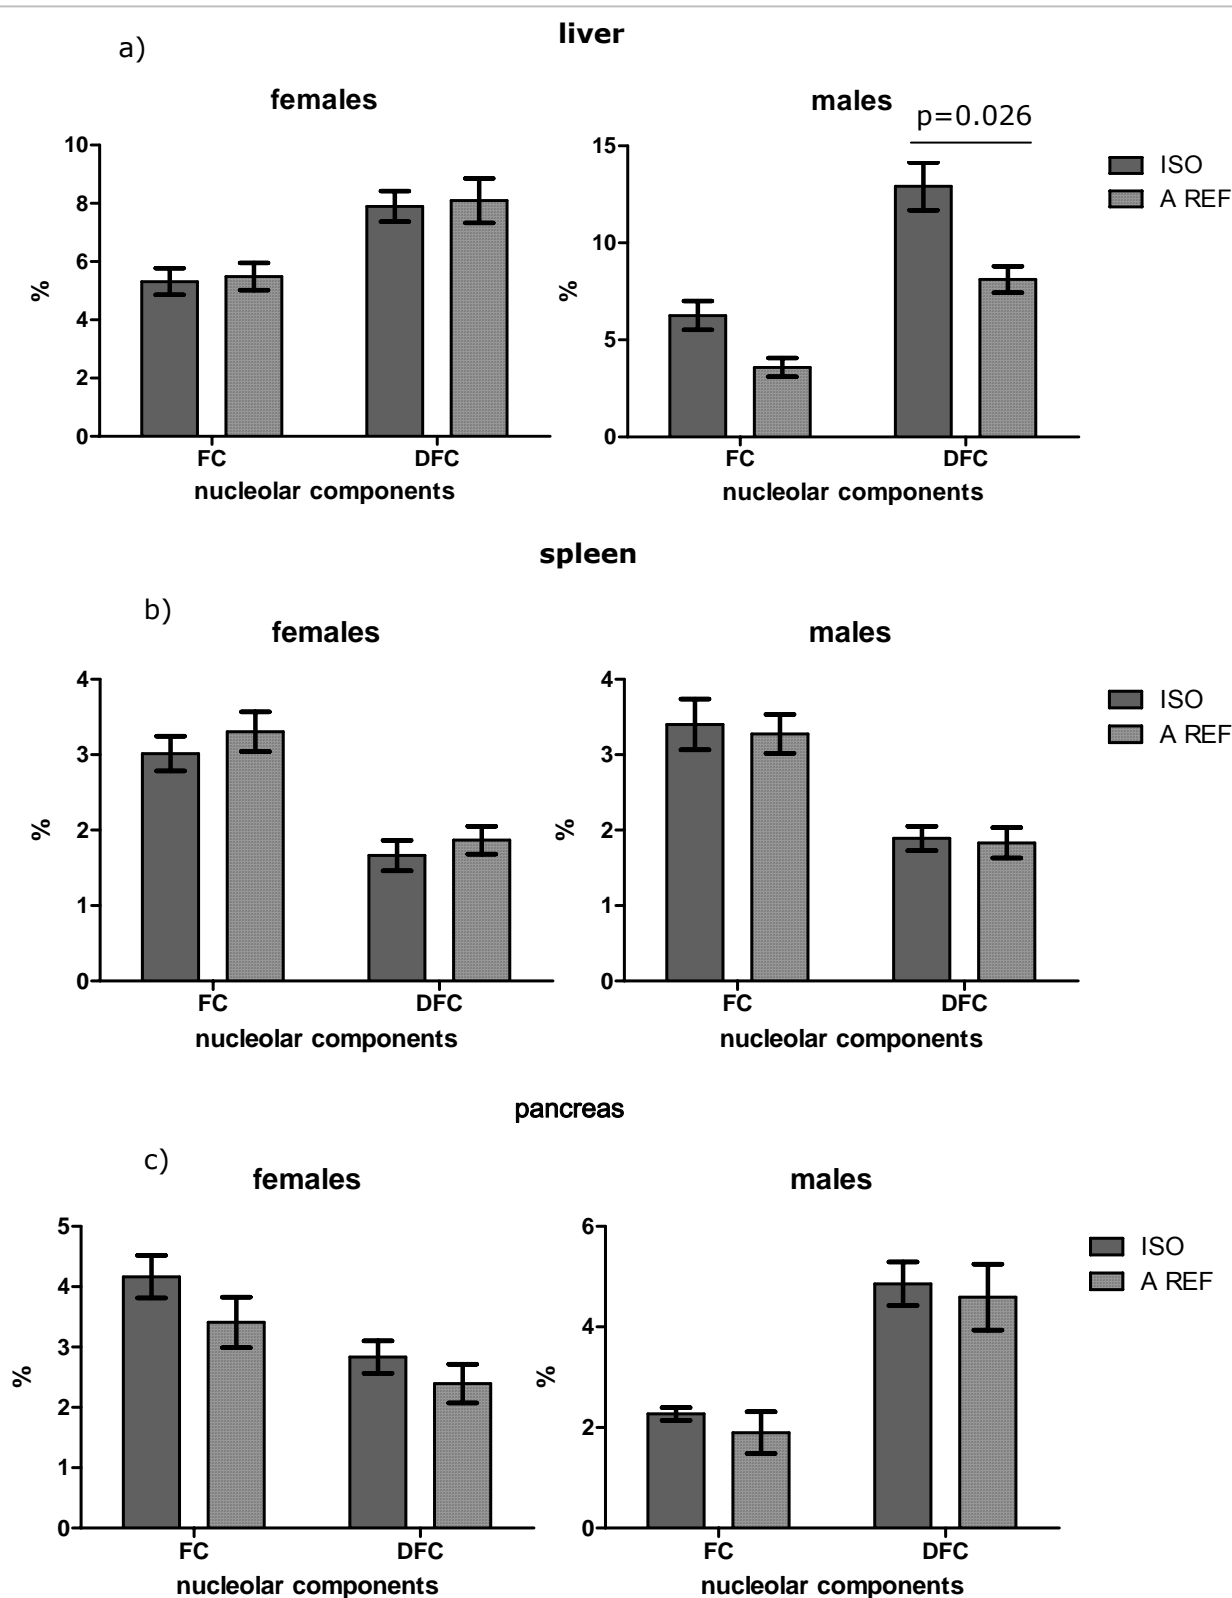 liver
a)
females
males
p=0.026
10
8
6
4
2
0
%
FC
DFC
nucleolar components
15
10
5
0
%
FC
DFC
nucleolar components
ISO
A REF
spleen
b)
females
males
4
3
2
1
0
%
FC
DFC
nucleolar components
4
3
2
1
0
%
FC
DFC
nucleolar components
ISO
A REF
pancreas
c)
females
males
5
4
3
2
1
0
%
FC
DFC
nucleolar components
6
4
2
0
%
FC
DFC
nucleolar components
ISO
A REF